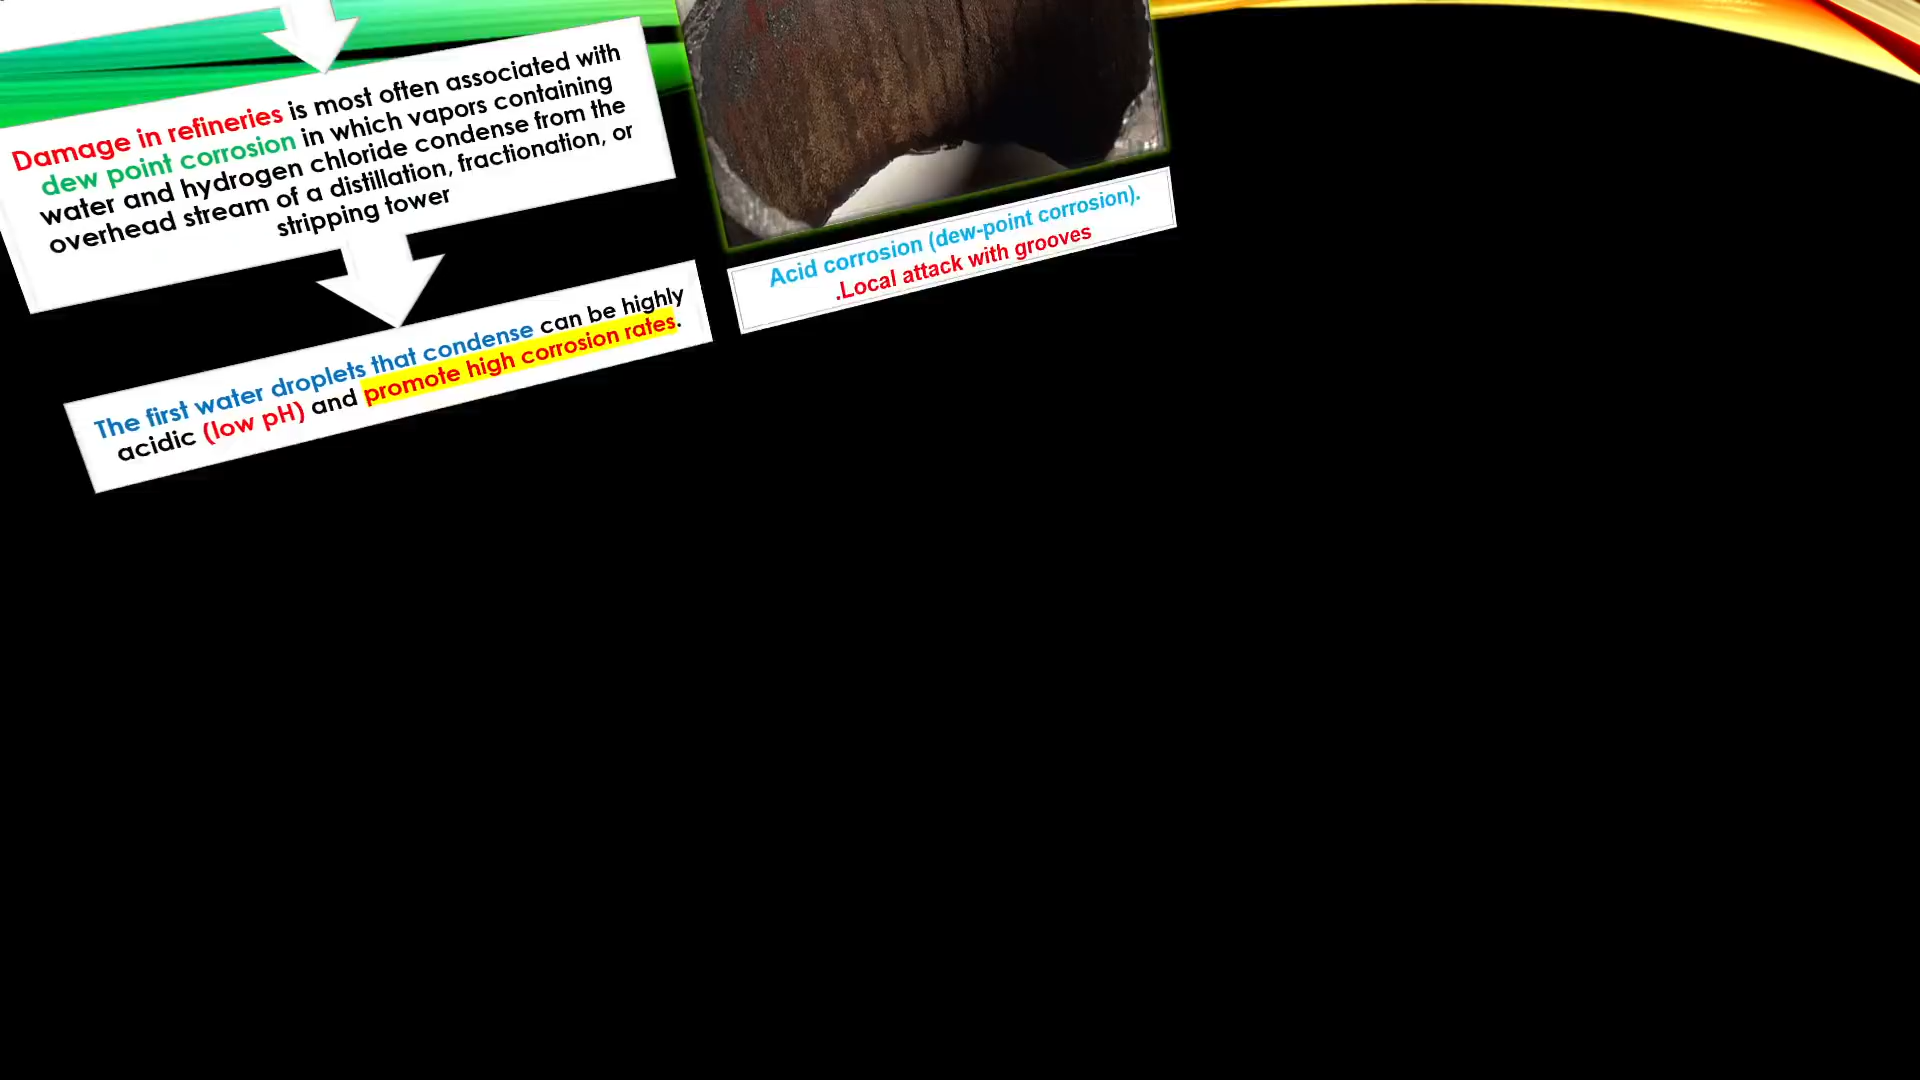 Damage in refineries is most often associated with
dew point corrosion in which vapors containing
water and hydrogen chloride condense from the
overhead stream of a distillation, fractionation, or
stripping tower
The first water droplets that condense can be highly
acidic (low pH) and promote high corrosion rates.
Acid corrosion (dew-point corrosion).
.Local attack with grooves